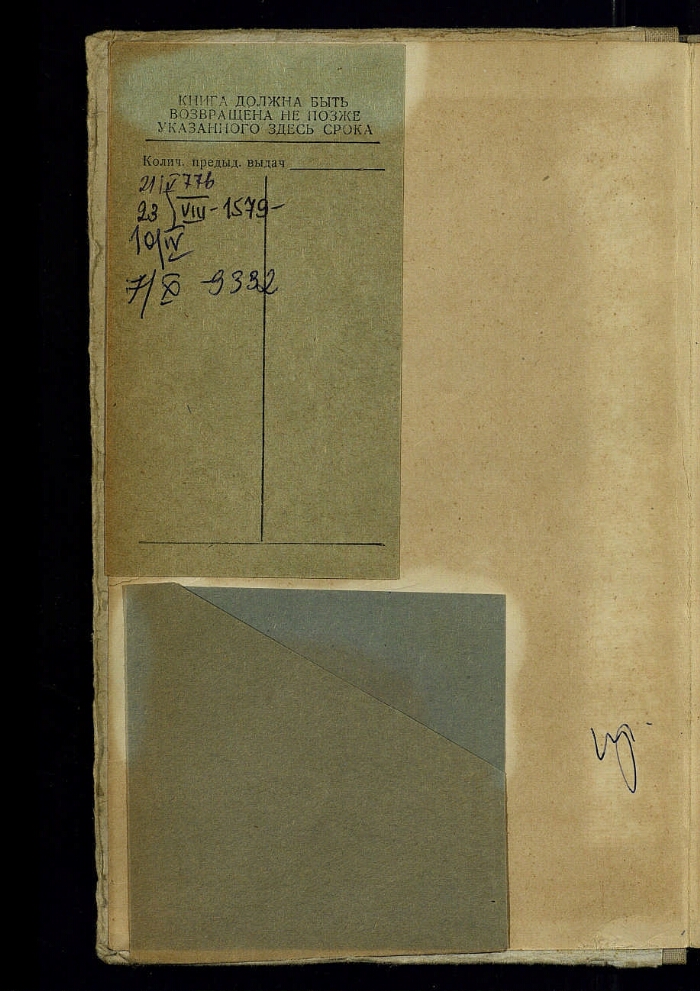 КНИГА ДОЛЖНА БЫТЬ
ВОЗВРАЩЕНА НЕ ПОЗЖЕ
УКАЗАННОГО ЗДЕСЬ СРОКА
Колич. предыд. выдач
21/V 776
23/VIII-1579-
10/IV
7/XI -9332